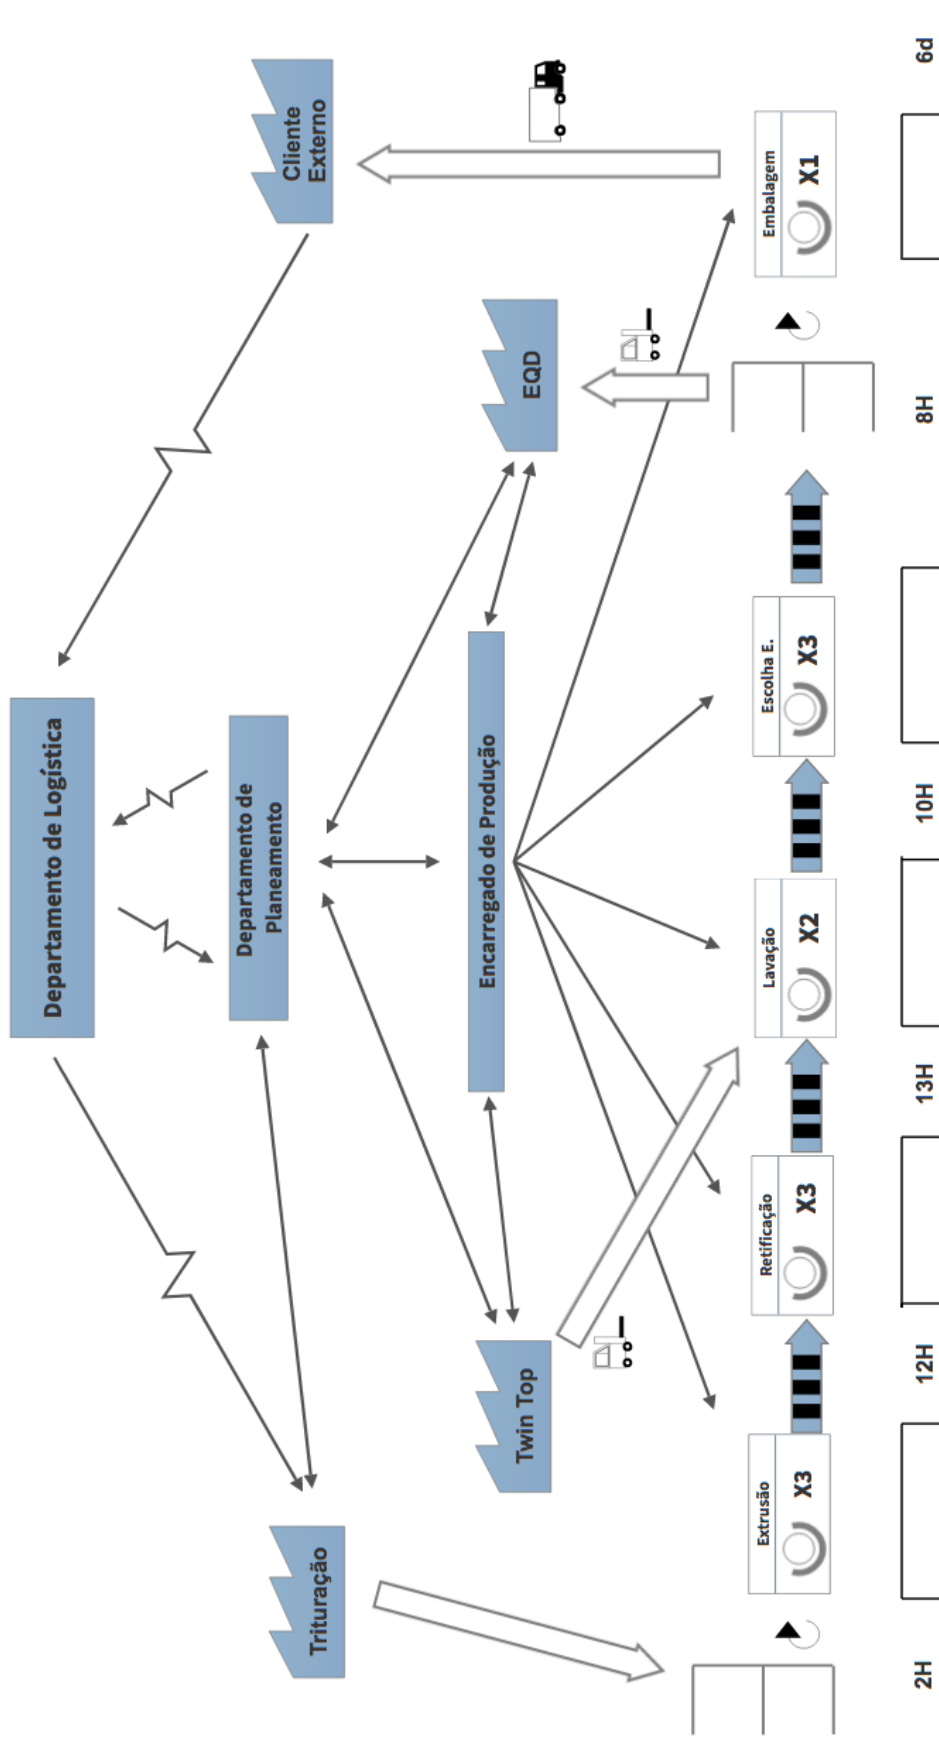 Departamento de Logística
Cliente
Externo
Departamento de
Planeamento
Trituração
Encarregado de Produção
Twin Top
EQD
Extrusão
X3
Retificação
X3
Lavação
X2
Escolha E.
X3
Embalagem
X1
2H
12H
13H
10H
8H
6d